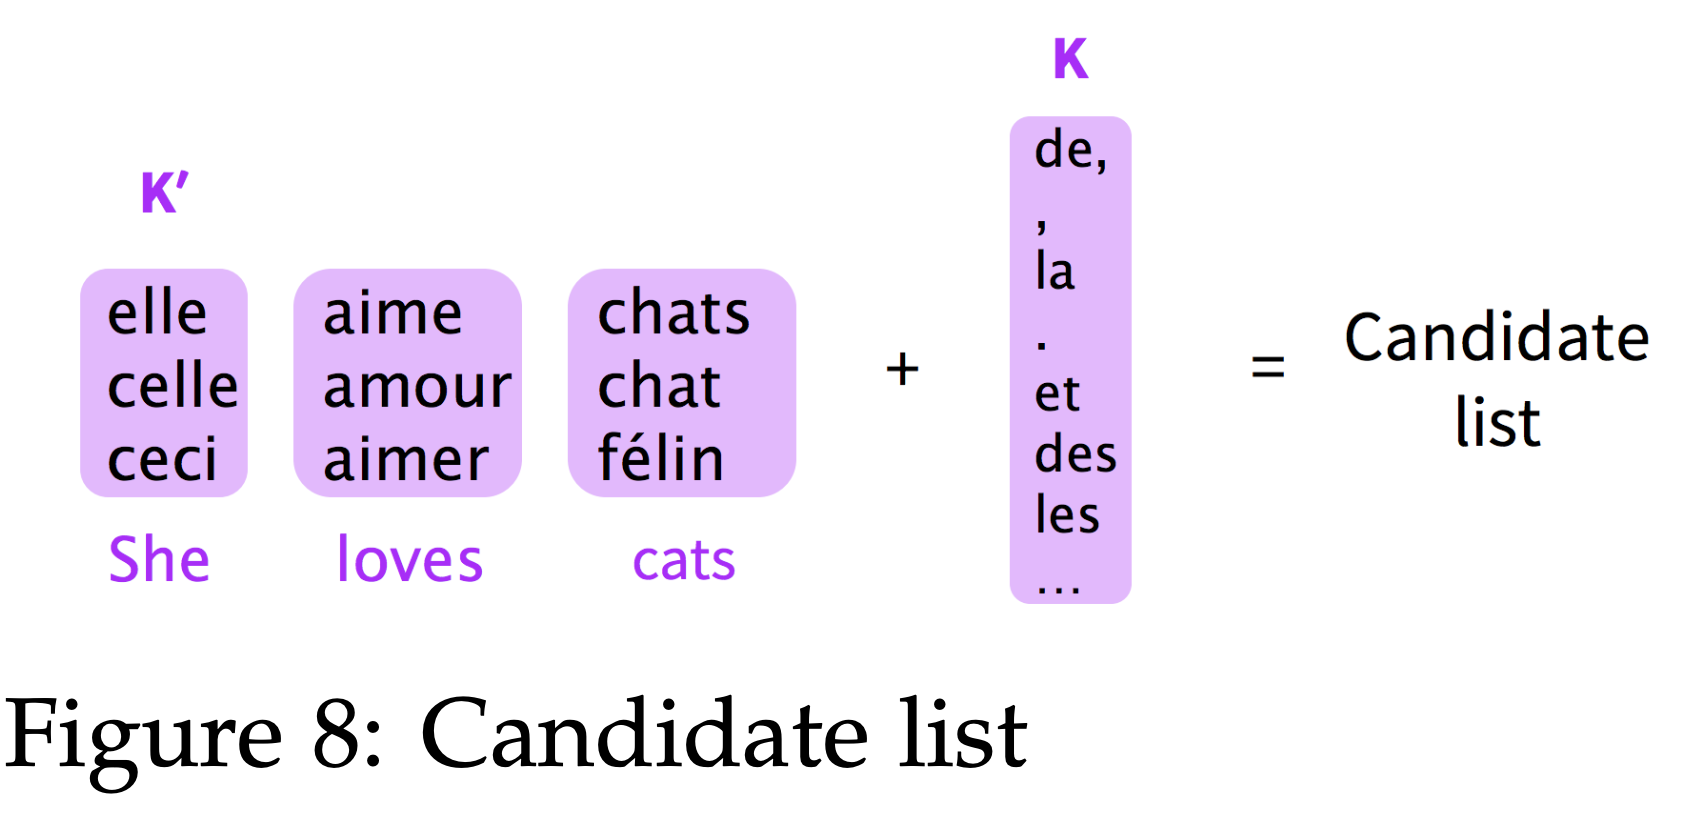 K′
elle
celle
ceci
She
aime
amour
aimer
loves
chats
chat
félin
cats
+
K
de,
,
la
.
et
des
les
...
=
Candidate
list
Figure 8: Candidate list